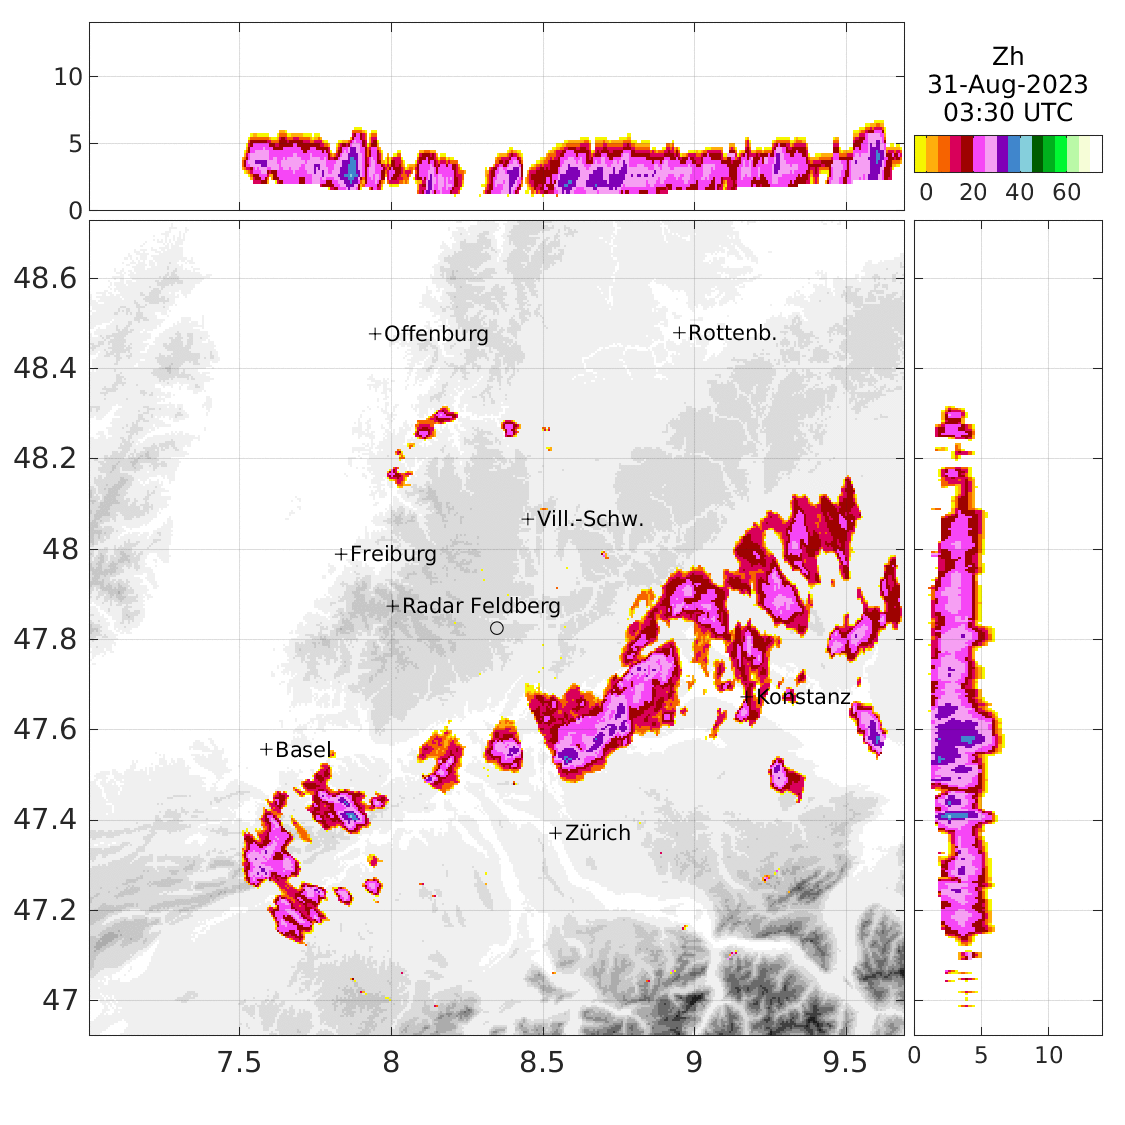 10
5
0
Zh
31-Aug-2023
03:30 UTC
0 20 40 60
48.6
48.4
48.2
48
47.8
47.6
47.4
47.2
47
+Offenburg
+Rottenb.
+Vill.-Schw.
+Freiburg
+Radar Feldberg
+Konstanz
+Basel
+Zürich
7.5 8 8.5 9 9.5
0 5 10